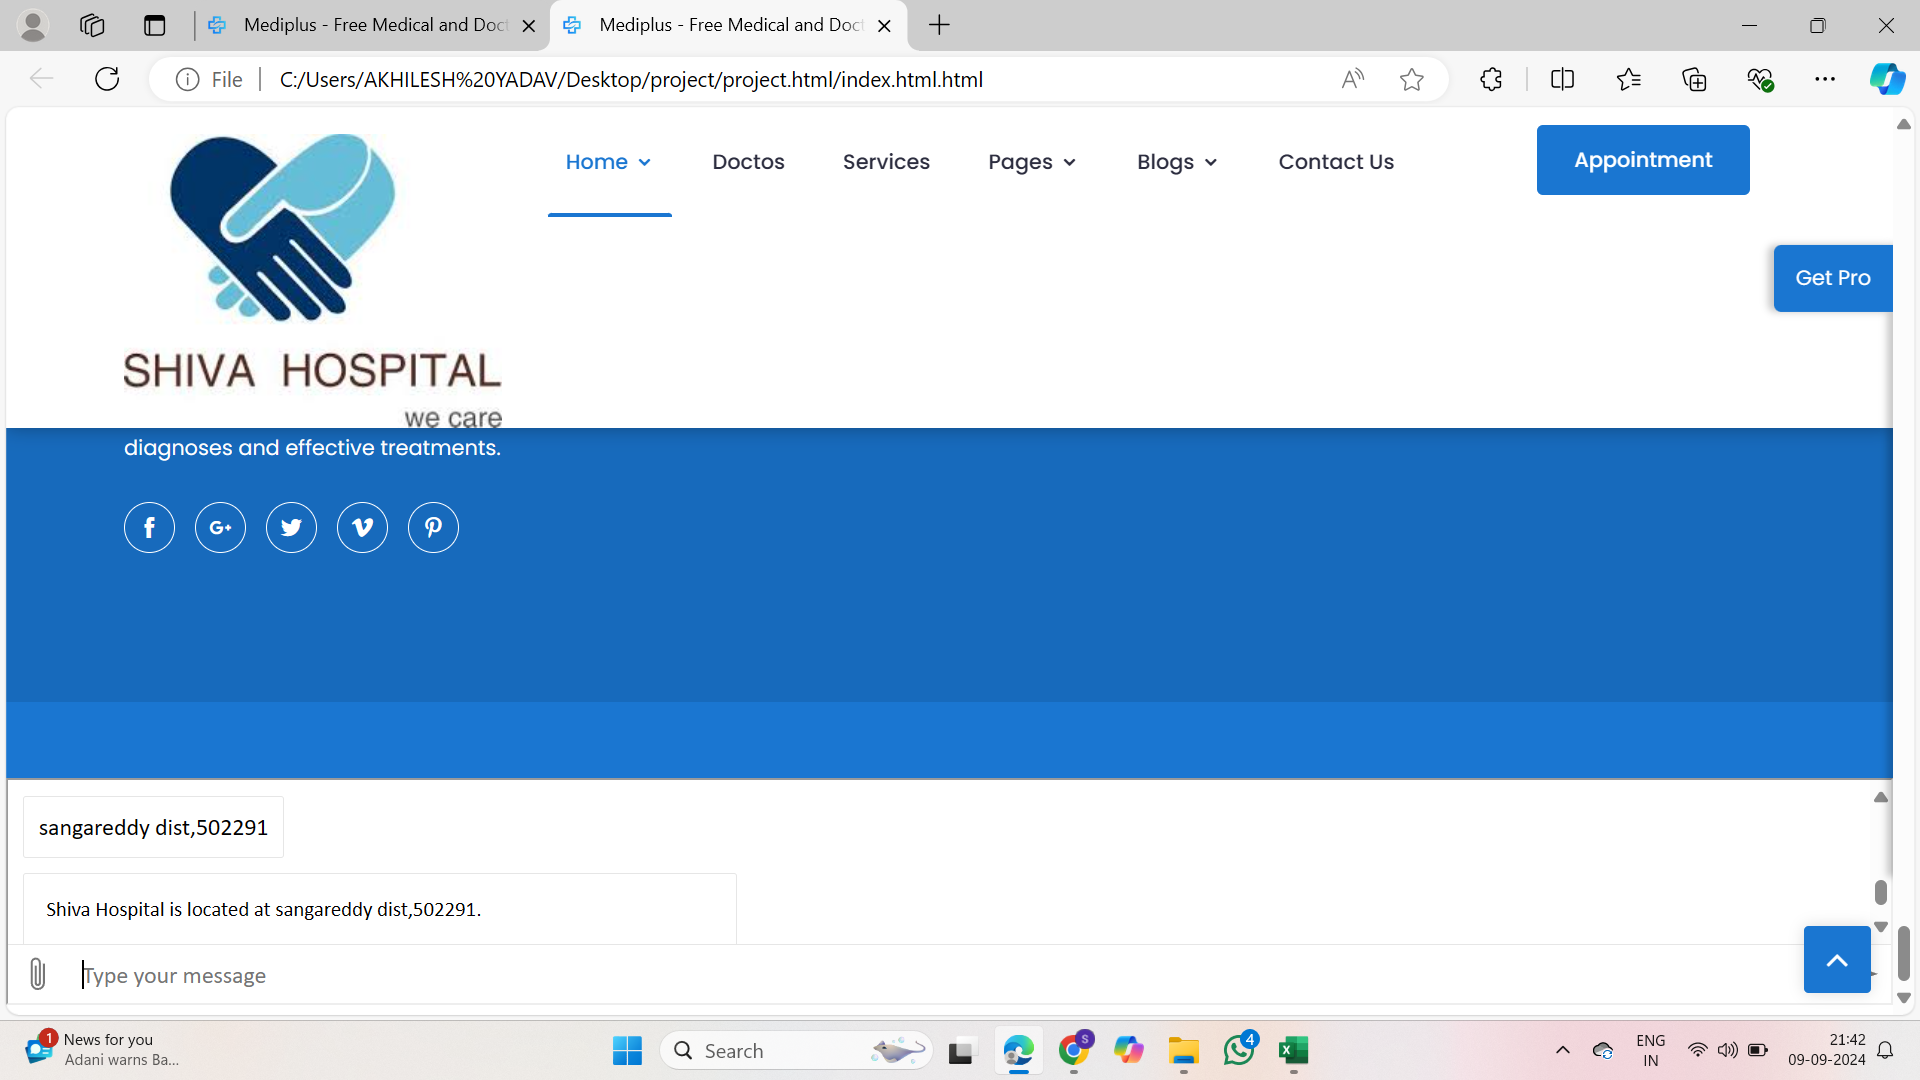 Mediplus - Free Medical and Doct
Mediplus - Free Medical and Doc
File
C:/Users/AKHILESH%20YADAV/Desktop/project/project.html/index.html.html
Home
Doctos
Services
Pages
Blogs
Contact Us
Appointment
Get Pro
SHIVA HOSPITAL
we care
diagnoses and effective treatments.
sangareddy dist,502291
Shiva Hospital is located at sangareddy dist,502291.
Type your message
1
News for you
Adani warns Ba...
Search
S
4
ENG
IN
21:42
09-09-2024